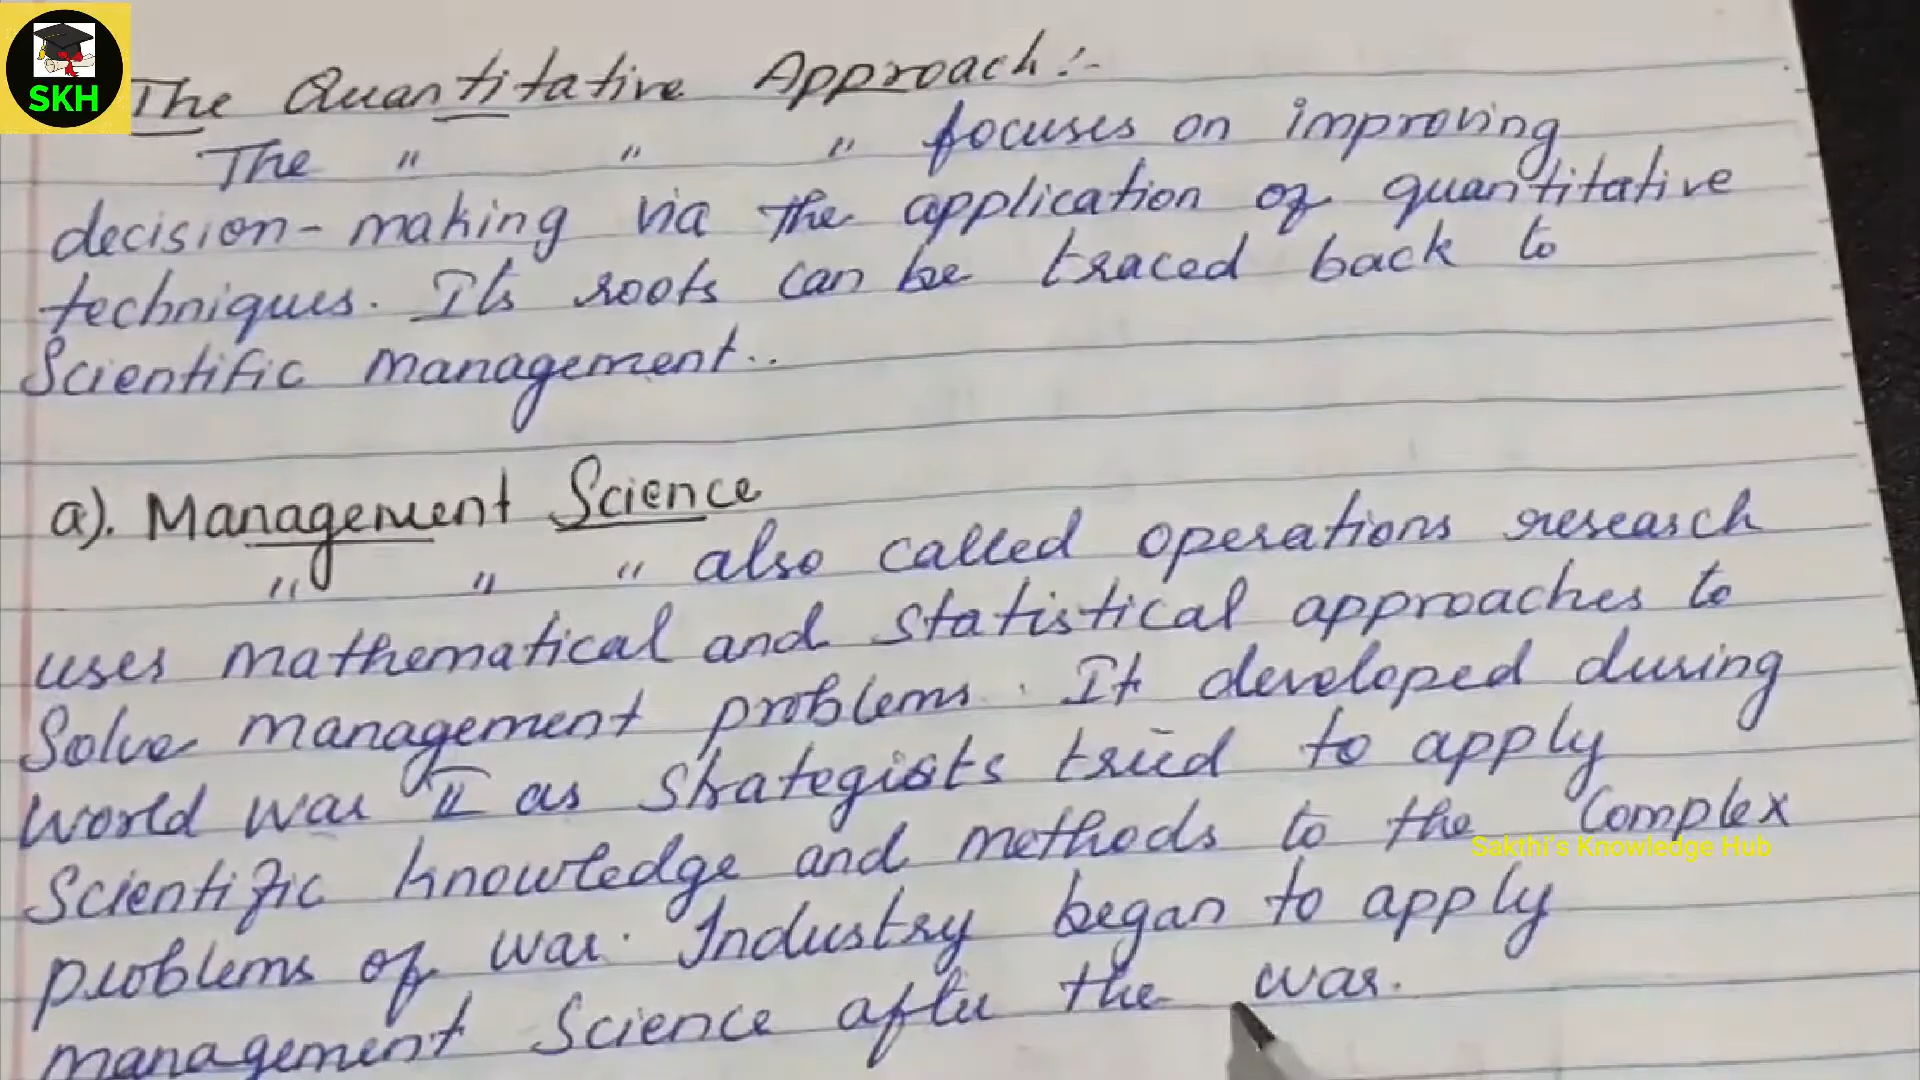 SKH
The Quantitative Approach:-
The " " " focuses on improving
decision-making via the application of quantitative
techniques. Its roots can be traced back to
Scientific management..
a). Management Science
" " " also called operations research
uses mathematical and statistical approaches to
Solve management problems. It developed during
World war II as strategists tried to apply
Scientific knowledge and methods to the Complex
Sakthi's Knowledge Hub
problems of war. Industry began to apply
management Science after the war.